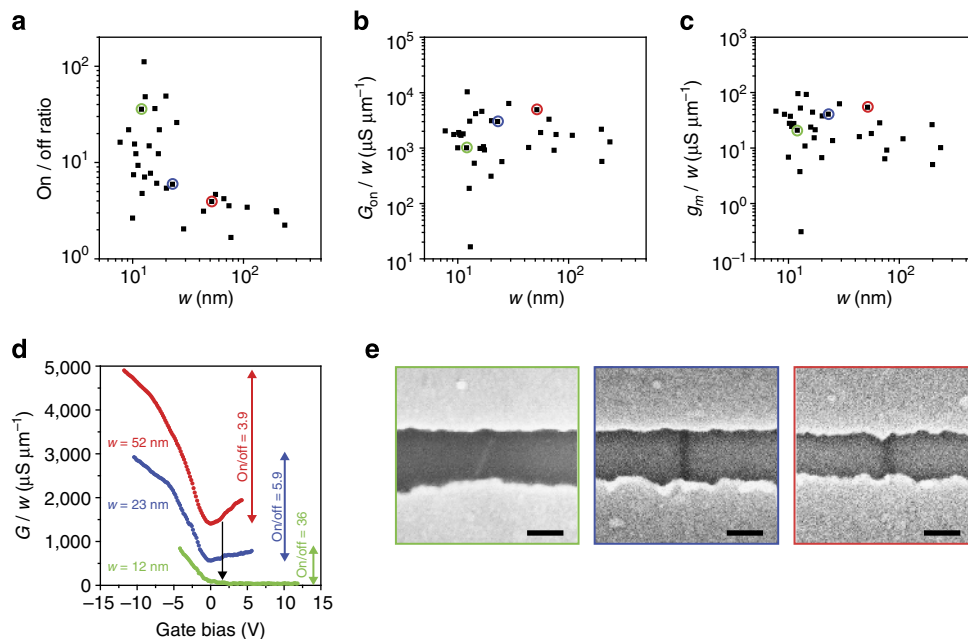 a
b
c
On / off ratio
10²
10¹
10⁰
10¹
10²
w (nm)
G_on / w (µS µm⁻¹)
10⁵
10⁴
10³
10²
10¹
10¹
10²
w (nm)
g_m / w (µS µm⁻¹)
10³
10²
10¹
10⁰
10⁻¹
10¹
10²
w (nm)
d
e
G / w (µS µm⁻¹)
5,000
4,000
3,000
2,000
1,000
0
w = 52 nm
w = 23 nm
w = 12 nm
On/off = 3.9
On/off = 5.9
On/off = 36
−15
−10
−5
0
5
10
15
Gate bias (V)